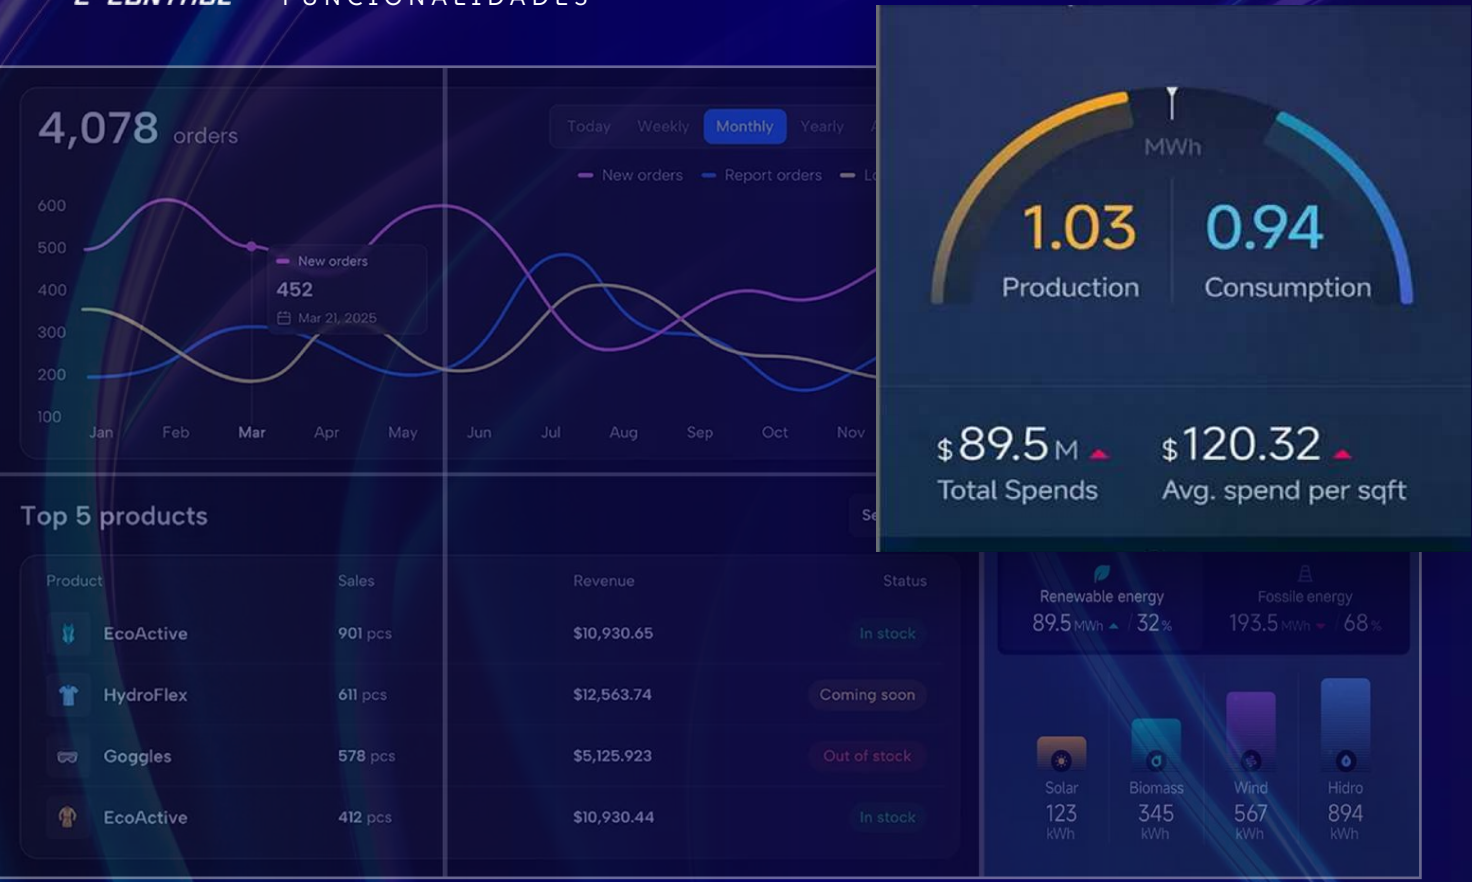 FUNCIONALIDADES
4,078 orders
Today Weekly Monthly Yearly
New orders Report orders
600
500
400
300
200
100
New orders
452
Mar 21, 2025
Jan Feb Mar Apr May Jun Jul Aug Sep Oct Nov
MWh
1.03 0.94
Production Consumption
$89.5M $120.32
Total Spends Avg. spend per sqft
Top 5 products
Product Sales Revenue Status
EcoActive 901 pcs $10,930.65 In stock
HydroFlex 611 pcs $12,563.74 Coming soon
Goggles 578 pcs $5,125.923 Out of stock
EcoActive 412 pcs $10,930.44 In stock
Renewable energy Fossile energy
89.5 MWh / 32% 193.5 MWh / 68%
Solar Biomass Wind Hidro
123 345 567 894
kWh kWh kWh kWh